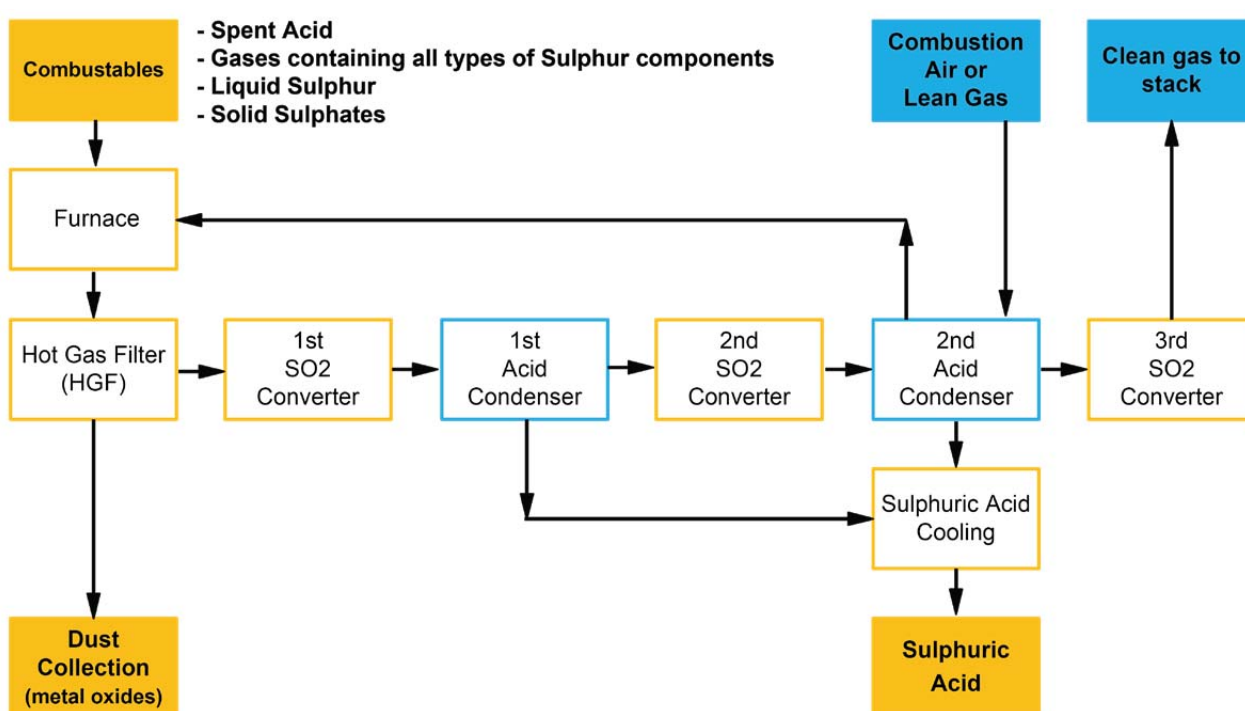 Combustables
- Spent Acid
- Gases containing all types of Sulphur components
- Liquid Sulphur
- Solid Sulphates
Combustion
Air or
Lean Gas
Clean gas to
stack
Furnace
Hot Gas Filter
(HGF)
1st
SO2
Converter
1st
Acid
Condenser
2nd
SO2
Converter
2nd
Acid
Condenser
3rd
SO2
Converter
Sulphuric Acid
Cooling
Dust
Collection
(metal oxides)
Sulphuric
Acid